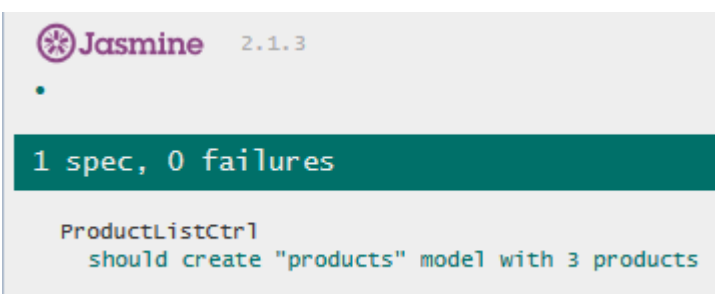 Jasmine 2.1.3
•
1 spec, 0 failures
ProductListCtrl
should create "products" model with 3 products